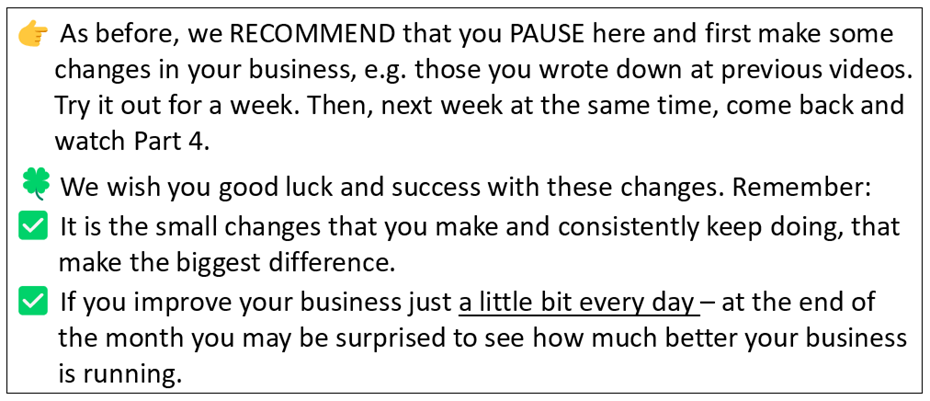 👉 As before, we RECOMMEND that you PAUSE here and first make some
changes in your business, e.g. those you wrote down at previous videos.
Try it out for a week. Then, next week at the same time, come back and
watch Part 4.
🍀 We wish you good luck and success with these changes. Remember:
✅ It is the small changes that you make and consistently keep doing, that
make the biggest difference.
✅ If you improve your business just a little bit every day – at the end of
the month you may be surprised to see how much better your business
is running.